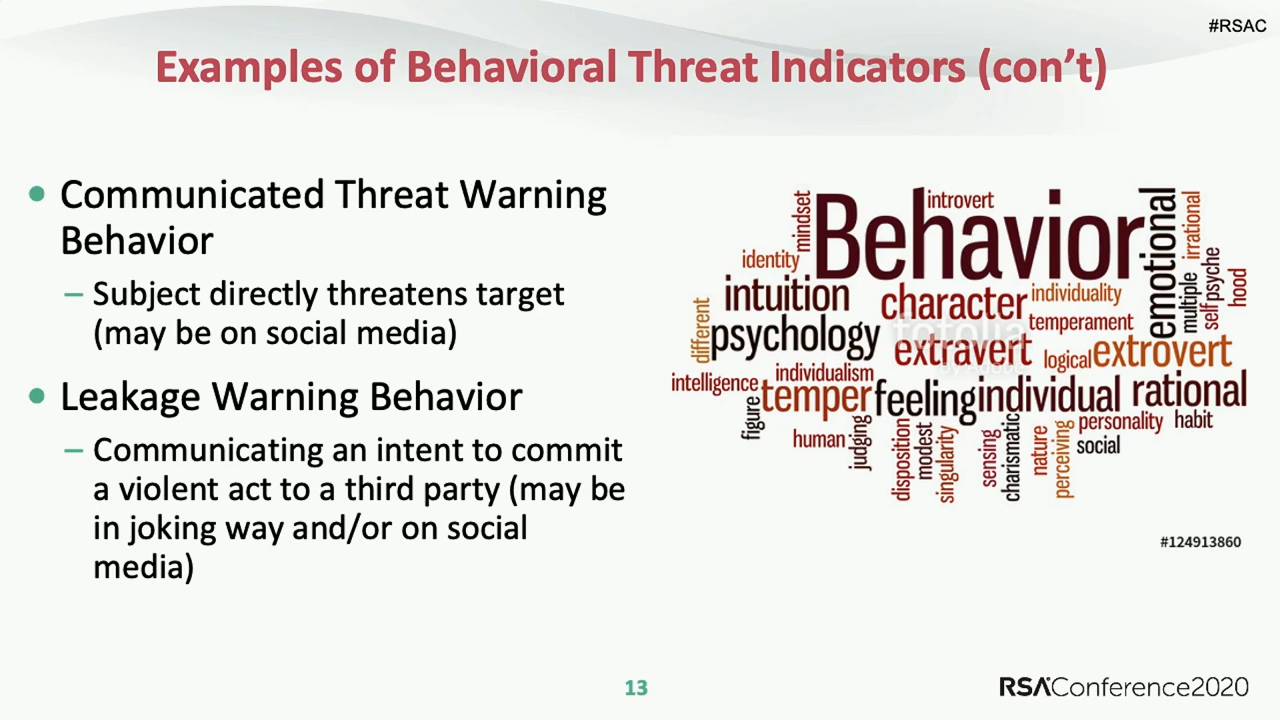 #RSAC
Examples of Behavioral Threat Indicators (con’t)
• Communicated Threat Warning
Behavior
– Subject directly threatens target
(may be on social media)
• Leakage Warning Behavior
– Communicating an intent to commit
a violent act to a third party (may be
in joking way and/or on social
media)
mindset
introvert
Behavior
emotional
irrational
identity
intuition
character
individuality
multiple
self
psyche
hood
different
psychology
temperament
fotolia
extravert
logical
extrovert
by Adobe
intelligence
individualism
temper
feeling
individual
rational
figure
human
judging
disposition
modest
singularity
sensing
charismatic
nature
perceiving
personality
habit
social
#124913860
13
RSAConference2020